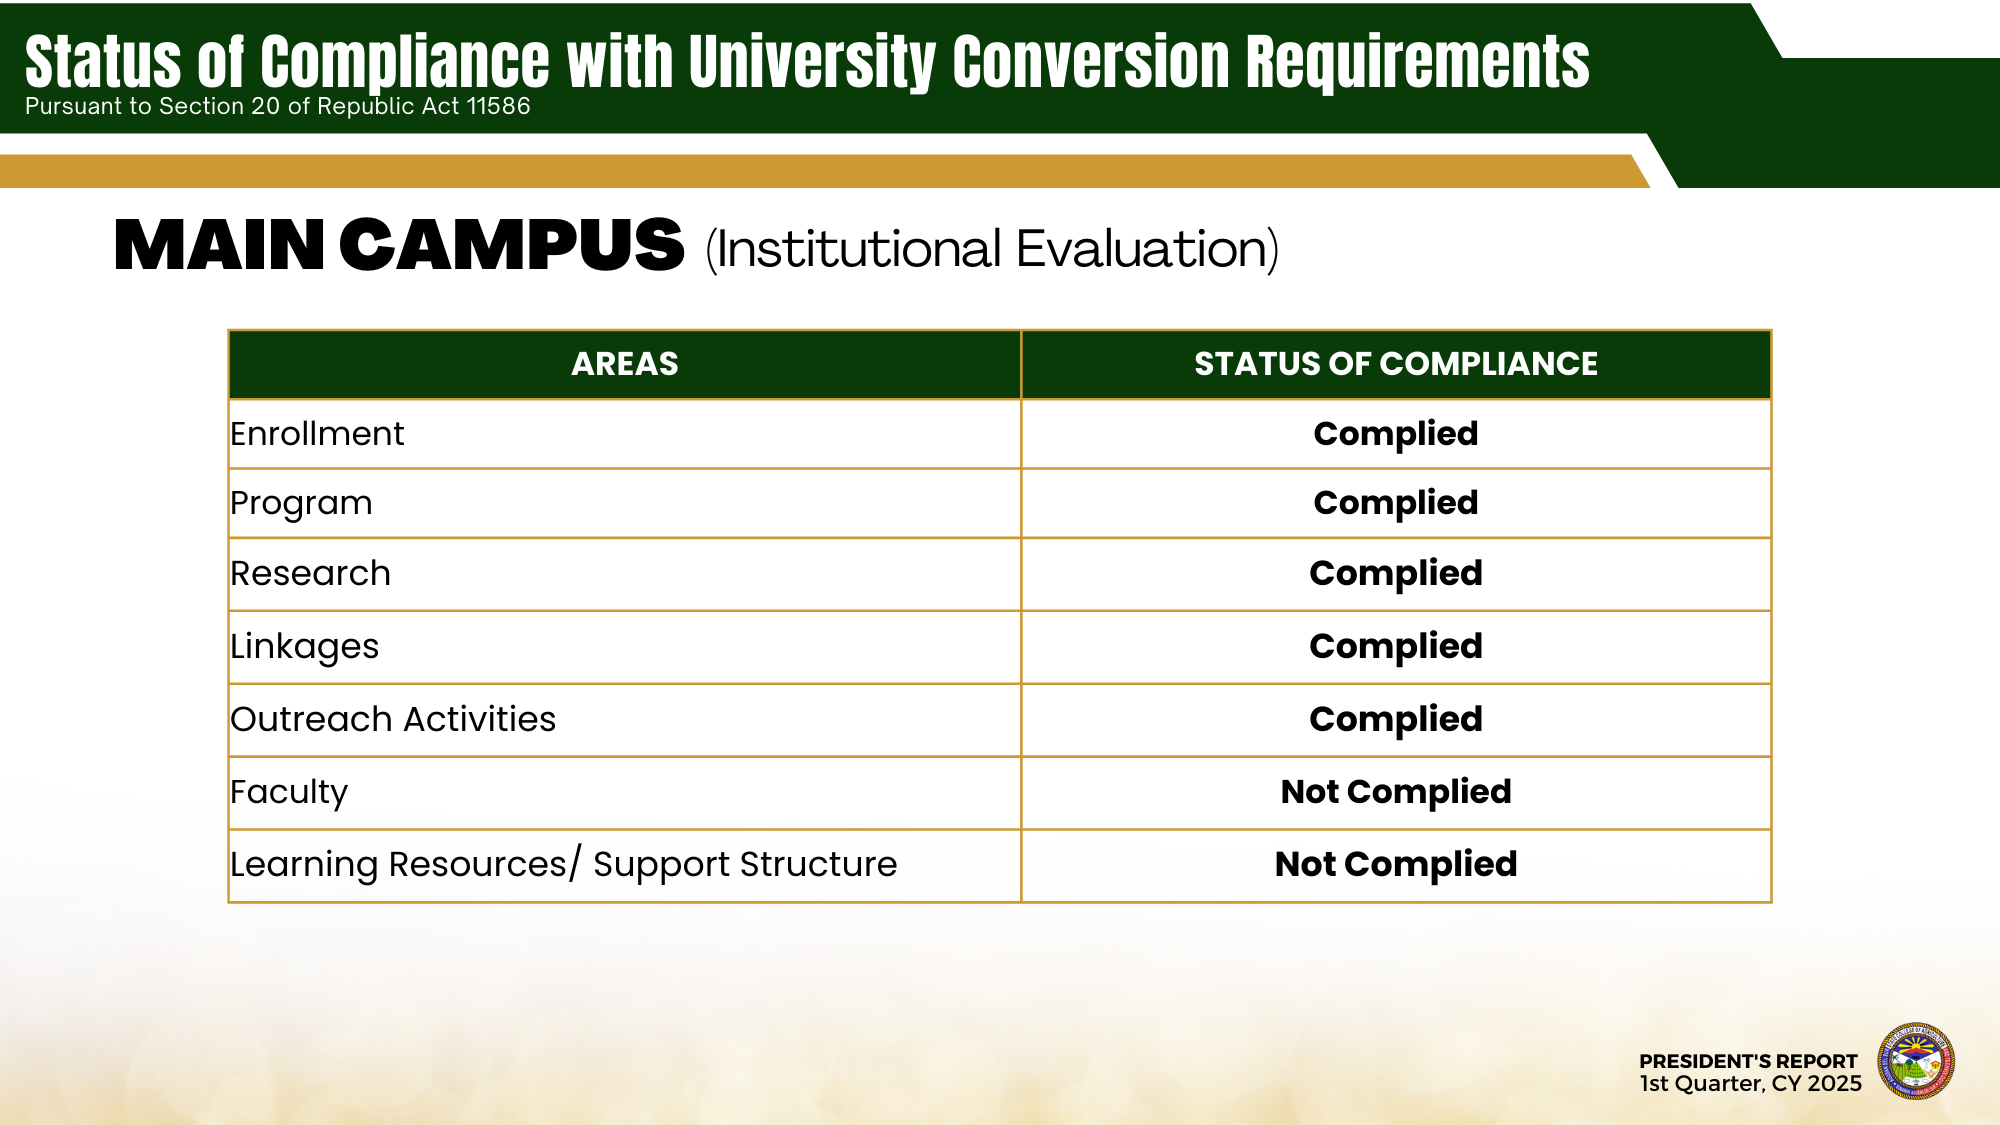 Status of Compliance with University Conversion Requirements
Pursuant to Section 20 of Republic Act 11586
MAIN CAMPUS (Institutional Evaluation)
AREAS STATUS OF COMPLIANCE
Enrollment Complied
Program Complied
Research Complied
Linkages Complied
Outreach Activities Complied
Faculty Not Complied
Learning Resources/ Support Structure Not Complied
PRESIDENT'S REPORT
1st Quarter, CY 2025